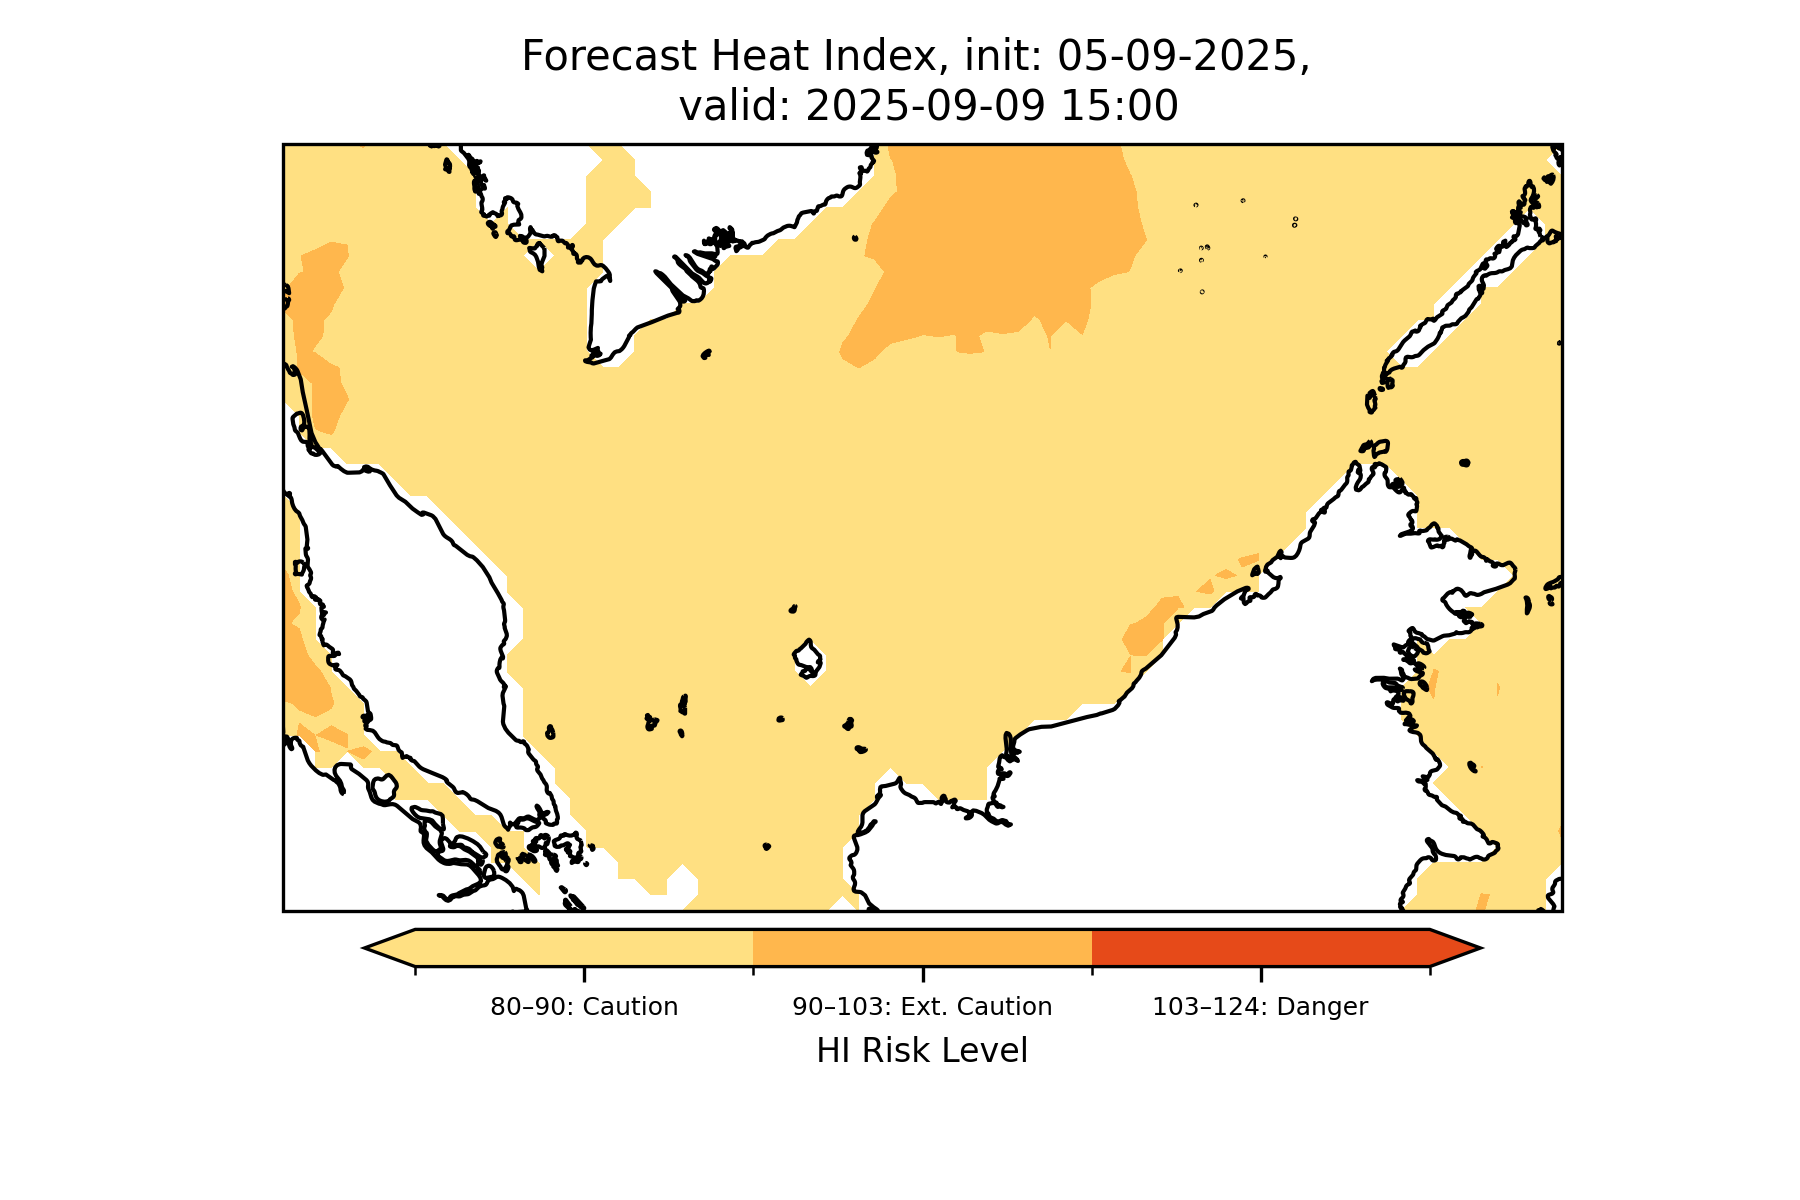 Forecast Heat Index, init: 05-09-2025,
valid: 2025-09-09 15:00
80–90: Caution
90–103: Ext. Caution
103–124: Danger
HI Risk Level